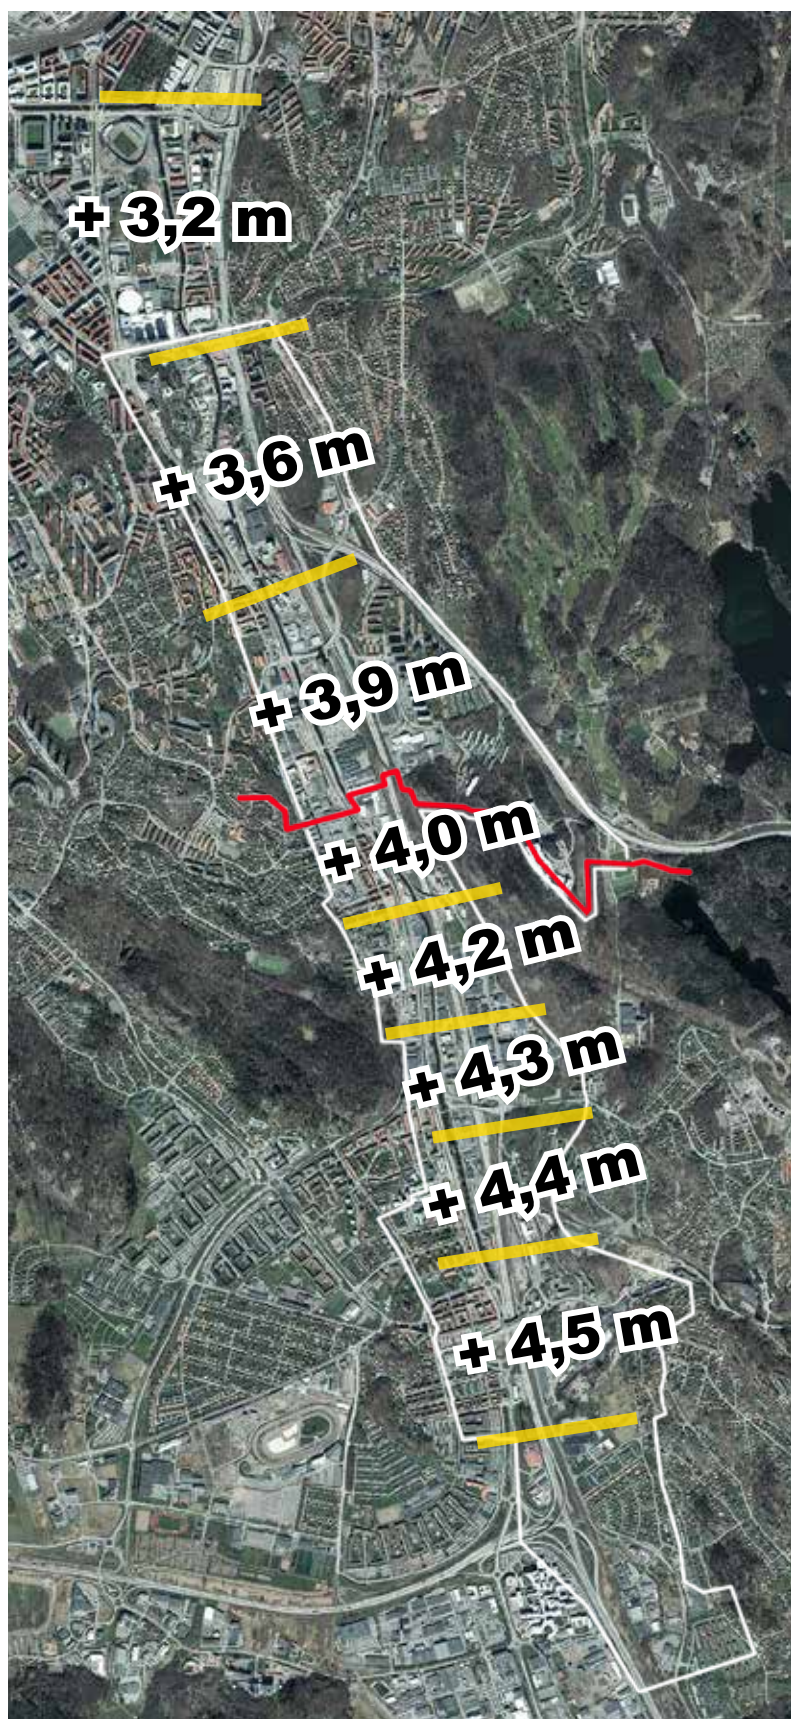 + 3,2 m
+ 3,6 m
+ 3,9 m
+ 4,0 m
+ 4,2 m
+ 4,3 m
+ 4,4 m
+ 4,5 m